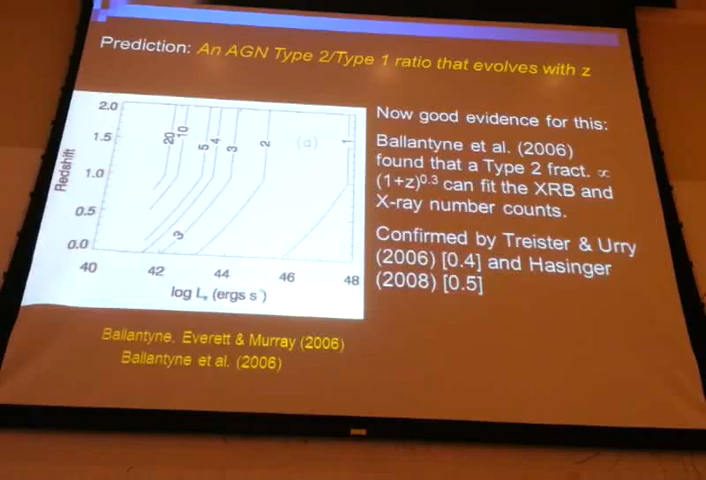 Prediction: An AGN Type 2/Type 1 ratio that evolves with z
Now good evidence for this:
Ballantyne et al. (2006)
found that a Type 2 fract. ∝
(1+z)^0.3 can fit the XRB and
X-ray number counts.
Confirmed by Treister & Urry
(2006) [0.4] and Hasinger
(2008) [0.5]
2.0
1.5
1.0
0.5
0.0
Redshift
20
10
5
4
3
2
1
3
40
42
44
46
48
log L (ergs s )
Ballantyne, Everett & Murray (2006)
Ballantyne et al. (2006)